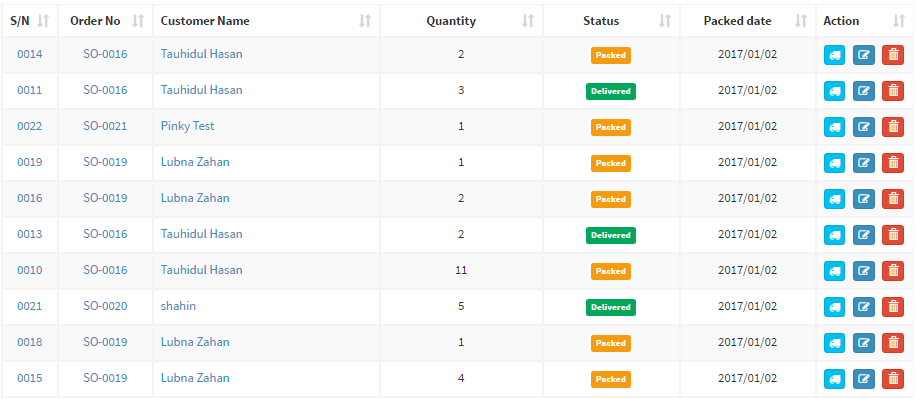 S/N Order No Customer Name Quantity Status Packed date Action
0014 SO-0016 Tauhidul Hasan 2 Packed 2017/01/02
0011 SO-0016 Tauhidul Hasan 3 Delivered 2017/01/02
0022 SO-0021 Pinky Test 1 Packed 2017/01/02
0019 SO-0019 Lubna Zahan 1 Packed 2017/01/02
0016 SO-0019 Lubna Zahan 2 Packed 2017/01/02
0013 SO-0016 Tauhidul Hasan 2 Delivered 2017/01/02
0010 SO-0016 Tauhidul Hasan 11 Packed 2017/01/02
0021 SO-0020 shahin 5 Delivered 2017/01/02
0018 SO-0019 Lubna Zahan 1 Packed 2017/01/02
0015 SO-0019 Lubna Zahan 4 Packed 2017/01/02